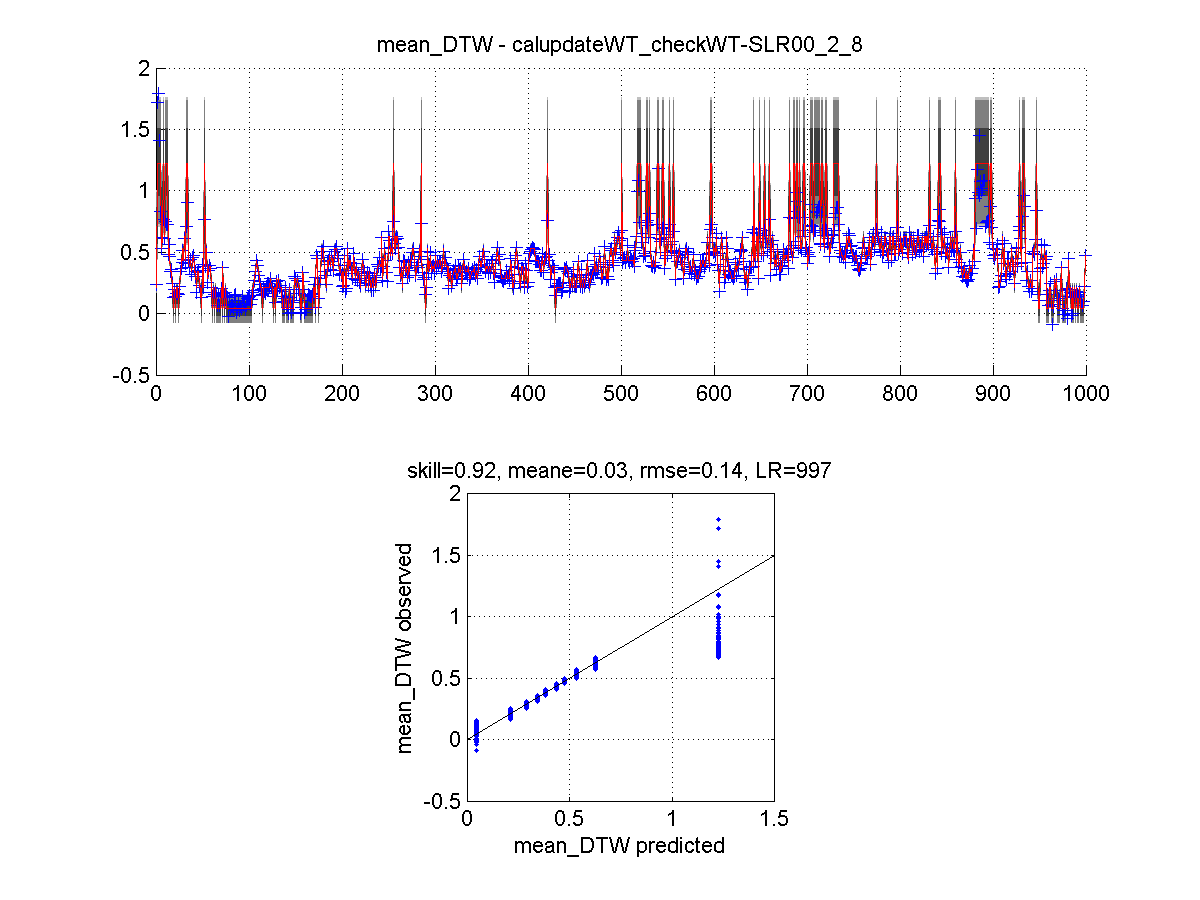 mean_DTW - calupdateWT_checkWT-SLR00_2_8
2
1.5
1
0.5
0
-0.5
0 100 200 300 400 500 600 700 800 900 1000
skill=0.92, meane=0.03, rmse=0.14, LR=997
mean_DTW observed
2
1.5
1
0.5
0
-0.5
0 0.5 1 1.5
mean_DTW predicted